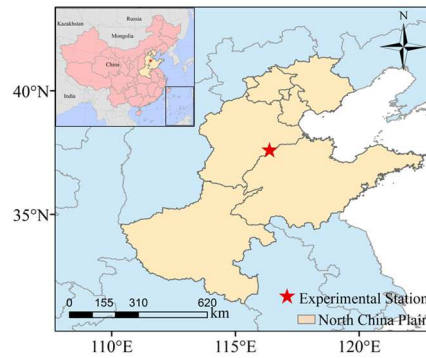 Kazakhstan
Russia
Mongolia
China
India
N
40°N
35°N
Experimental Station
North China Plain
0 155 310 620
km
110°E 115°E 120°E